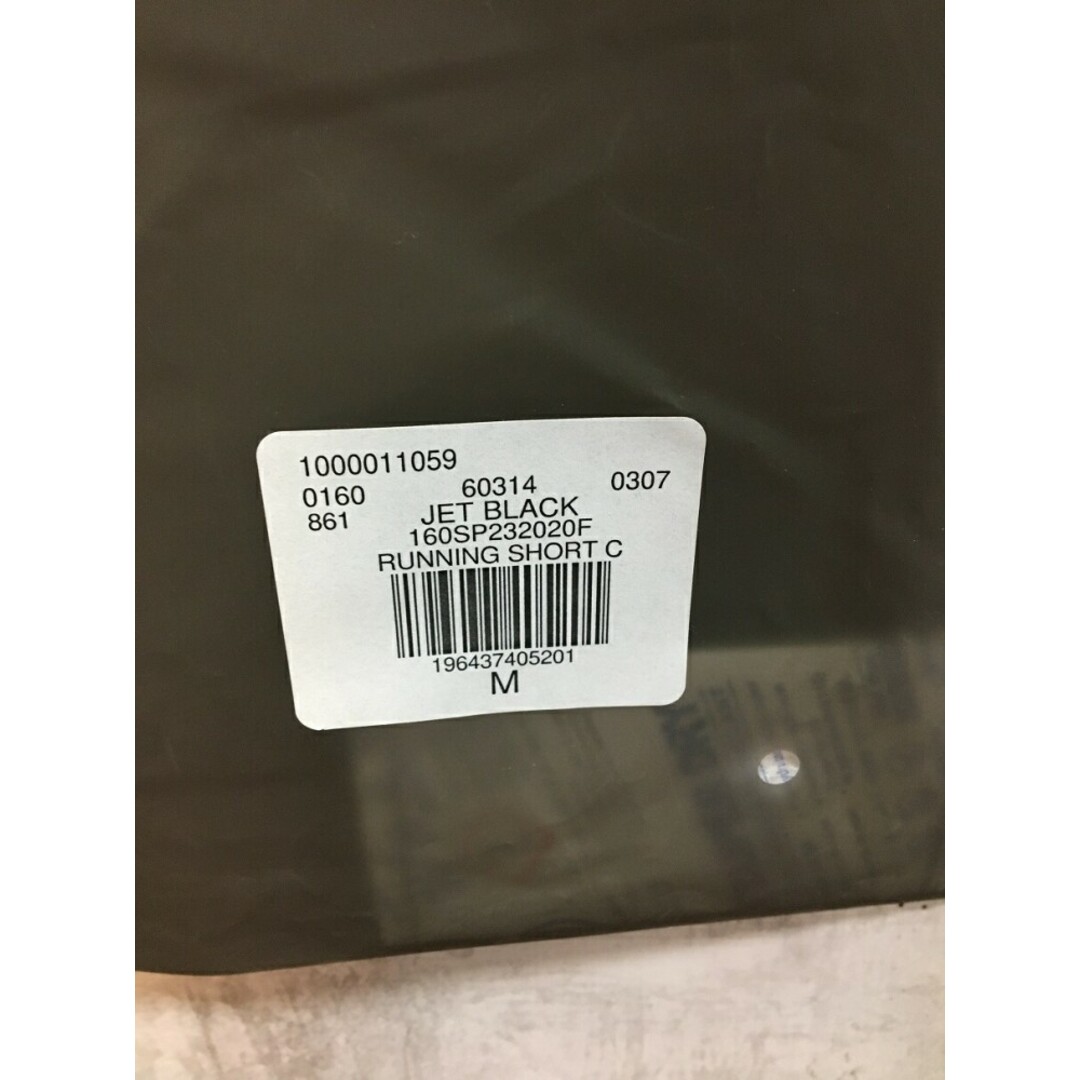 1000011059
0160 60314 0307
861 JET BLACK
160SP232020F
RUNNING SHORT C
196437405201
M